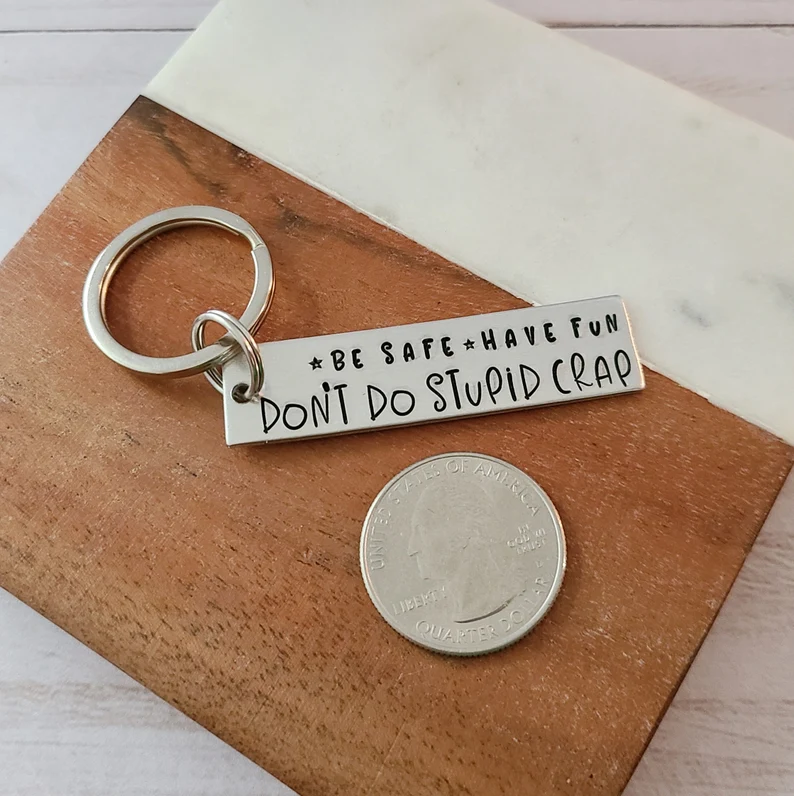 ★BE SAFE★HAVE FUN
DON'T DO STUPID CRAP
UNITED STATES OF AMERICA
IN
GOD WE
TRUST
LIBERTY
QUARTER DOLLAR